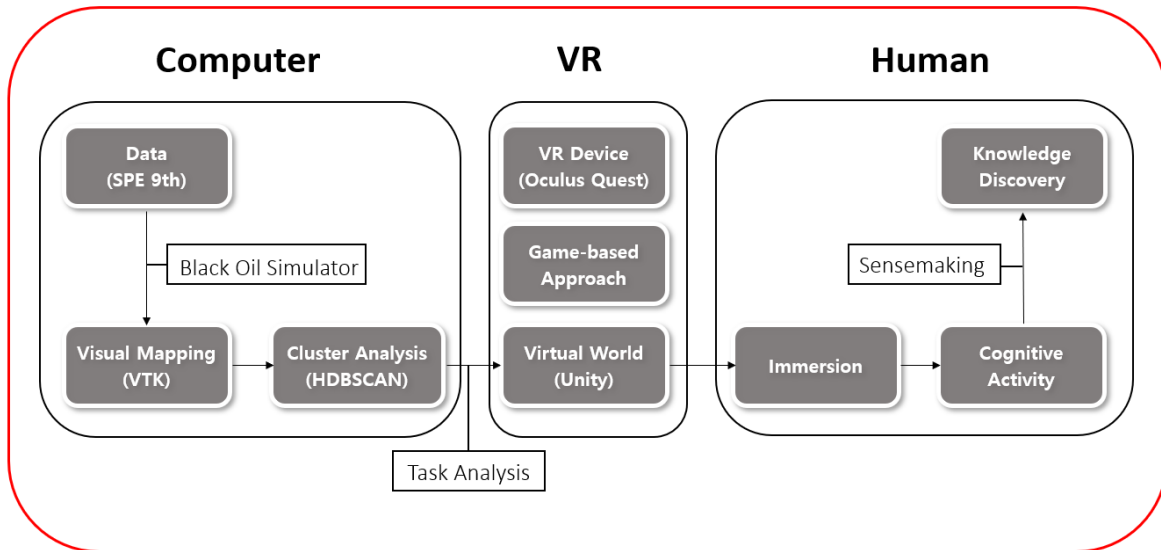 Computer
VR
Human
Data
(SPE 9th)
Black Oil Simulator
Visual Mapping
(VTK)
Cluster Analysis
(HDBSCAN)
Task Analysis
VR Device
(Oculus Quest)
Game-based
Approach
Virtual World
(Unity)
Knowledge
Discovery
Sensemaking
Immersion
Cognitive
Activity